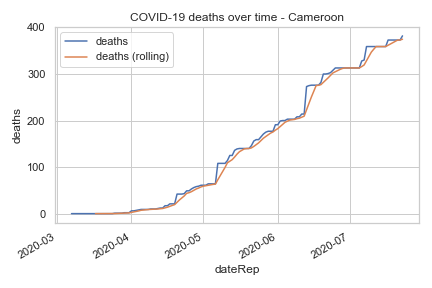 COVID-19 deaths over time - Cameroon
deaths
deaths (rolling)
400
300
200
100
0
deaths
2020-03
2020-04
2020-05
2020-06
2020-07
dateRep